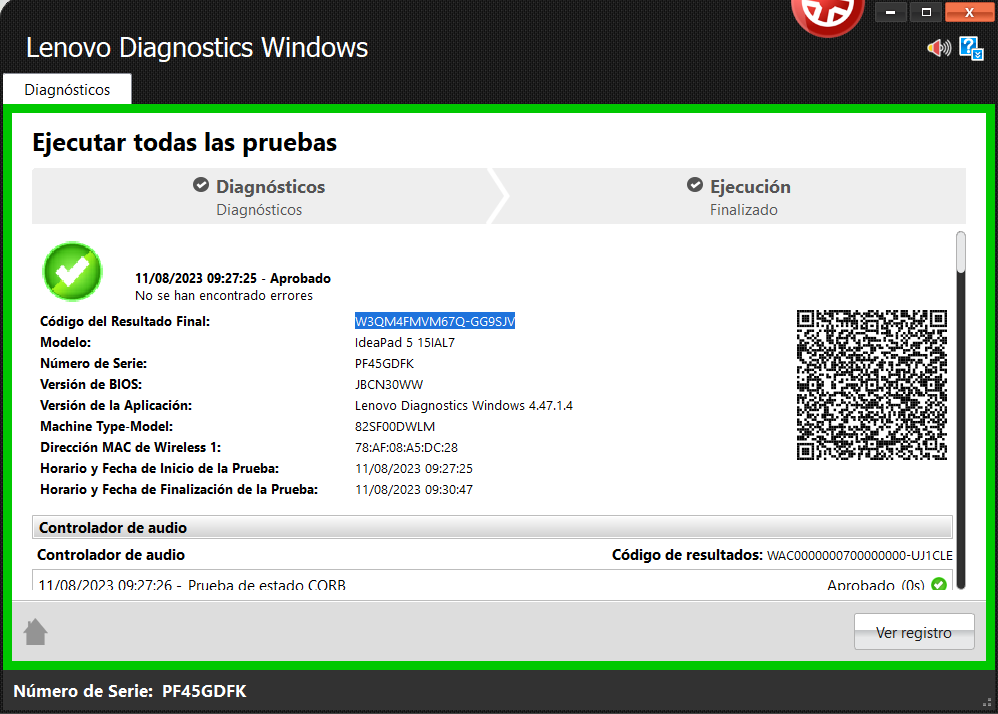 Lenovo Diagnostics Windows
Diagnósticos
Ejecutar todas las pruebas
Diagnósticos
Diagnósticos
Ejecución
Finalizado
11/08/2023 09:27:25 - Aprobado
No se han encontrado errores
Código del Resultado Final: W3QM4FMVM67Q-GG9SJV
Modelo: IdeaPad 5 15IAL7
Número de Serie: PF45GDFK
Versión de BIOS: JBCN30WW
Versión de la Aplicación: Lenovo Diagnostics Windows 4.47.1.4
Machine Type-Model: 82SF00DWLM
Dirección MAC de Wireless 1: 78:AF:08:A5:DC:28
Horario y Fecha de Inicio de la Prueba: 11/08/2023 09:27:25
Horario y Fecha de Finalización de la Prueba: 11/08/2023 09:30:47
Controlador de audio
Controlador de audio Código de resultados: WAC0000000700000000-UJ1CLE
11/08/2023 09:27:26 - Prueba de estado CORB Aprobado (0s)
Ver registro
Número de Serie: PF45GDFK